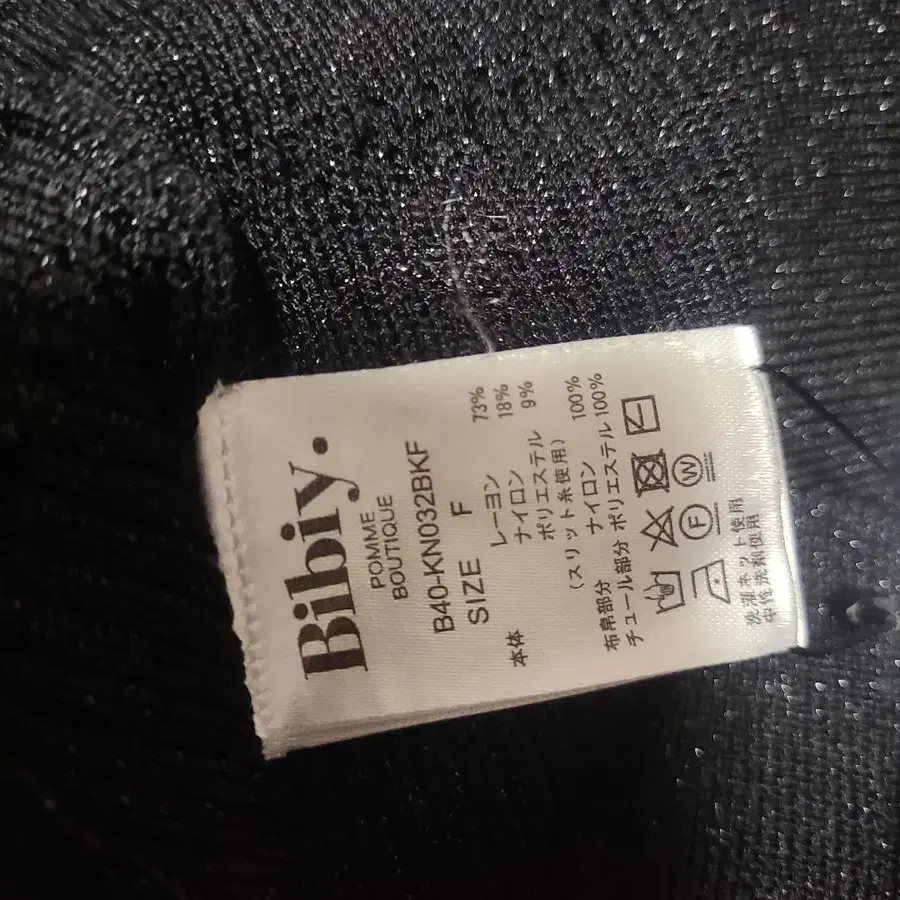 Bibiy.
POMME
BOUTIQUE
B40-KN032BKF
SIZE F
本体 レーヨン 73%
ナイロン 18%
ポリエステル 9%
(スリット糸使用)
布帛部分 ナイロン 100%
チュール部分 ポリエステル 100%
F W
洗濯ネット使用
中性洗剤使用